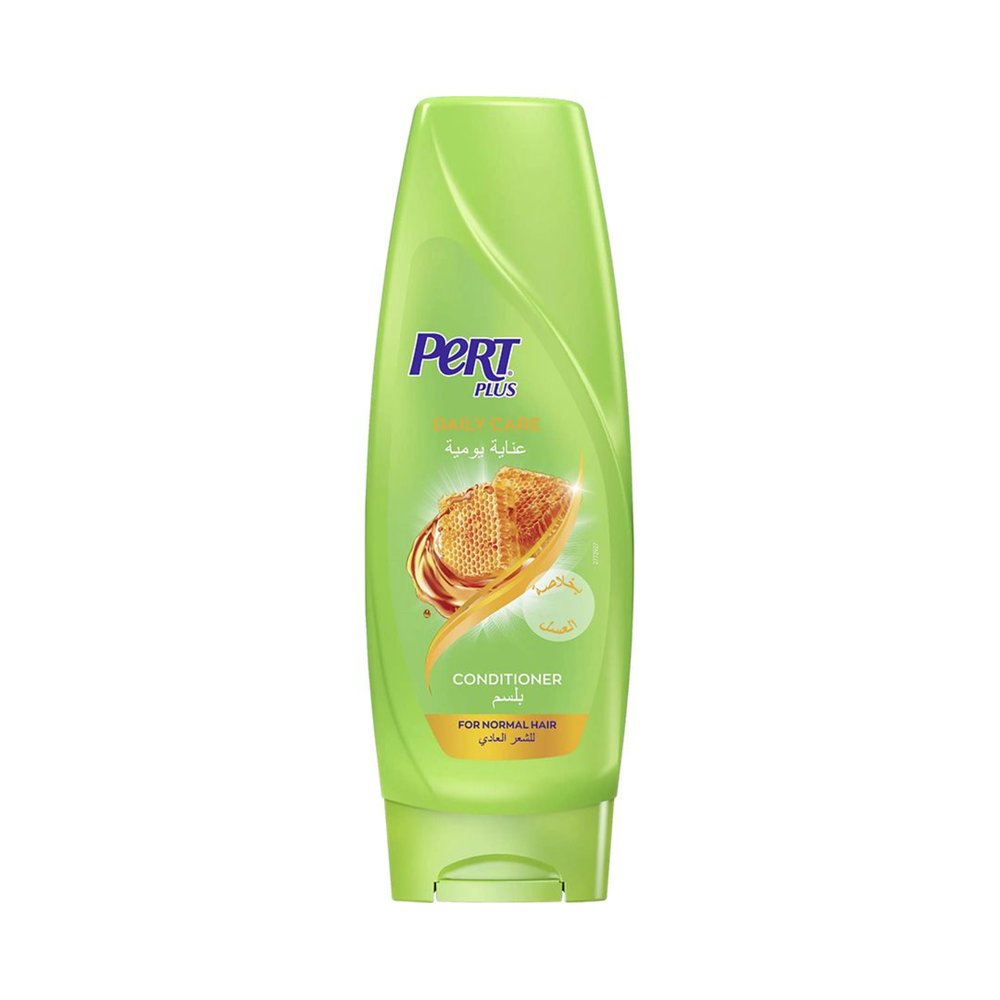 PERT
PLUS
DAILY CARE
عناية يومية
بخلاصة
العسل
CONDITIONER
بلسم
FOR NORMAL HAIR
للشعر العادي